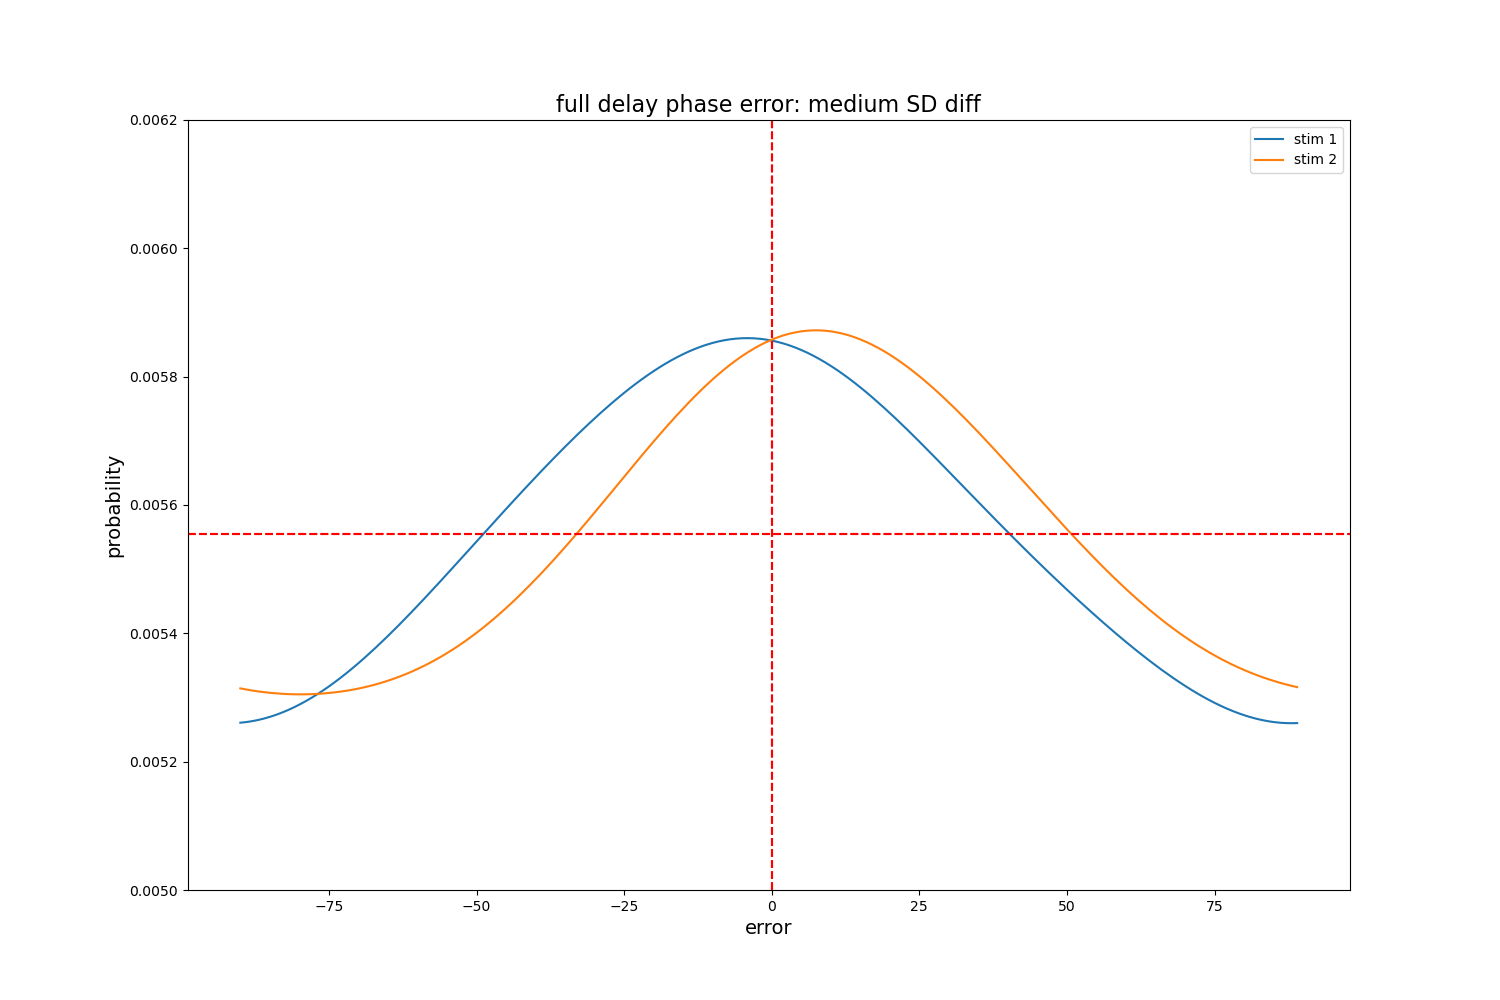 full delay phase error: medium SD diff
0.0062
0.0060
0.0058
0.0056
0.0054
0.0052
0.0050
probability
stim 1
stim 2
−75 −50 −25 0 25 50 75
error